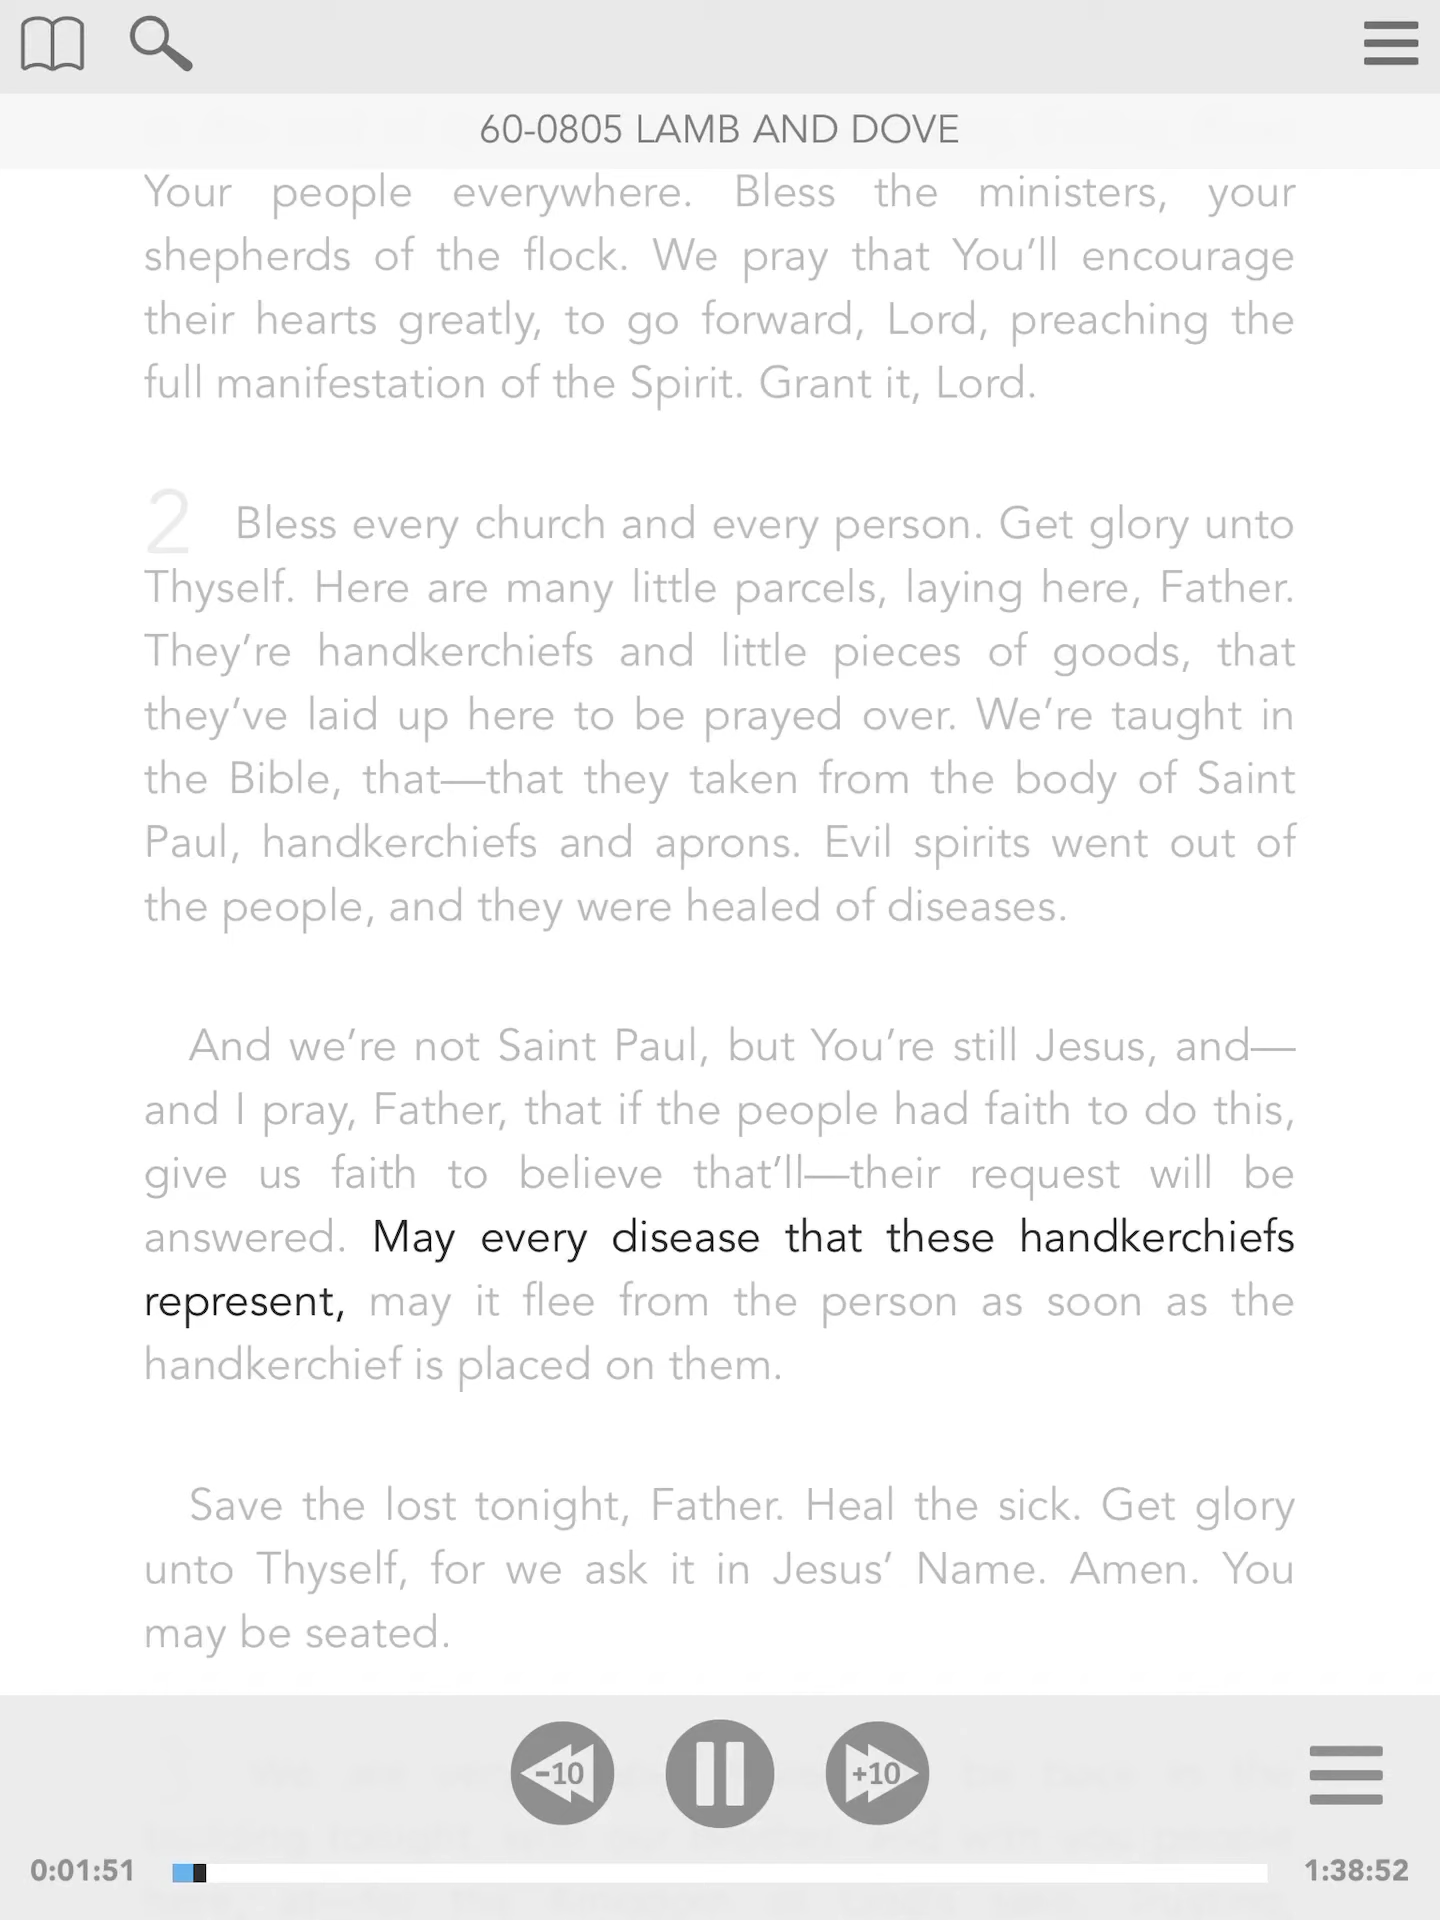 60-0805 LAMB AND DOVE
Your people everywhere. Bless the ministers, your
shepherds of the flock. We pray that You’ll encourage
their hearts greatly, to go forward, Lord, preaching the
full manifestation of the Spirit. Grant it, Lord.
2 Bless every church and every person. Get glory unto
Thyself. Here are many little parcels, laying here, Father.
They’re handkerchiefs and little pieces of goods, that
they’ve laid up here to be prayed over. We’re taught in
the Bible, that—that they taken from the body of Saint
Paul, handkerchiefs and aprons. Evil spirits went out of
the people, and they were healed of diseases.
And we’re not Saint Paul, but You’re still Jesus, and—
and I pray, Father, that if the people had faith to do this,
give us faith to believe that’ll—their request will be
answered. May every disease that these handkerchiefs
represent, may it flee from the person as soon as the
handkerchief is placed on them.
Save the lost tonight, Father. Heal the sick. Get glory
unto Thyself, for we ask it in Jesus’ Name. Amen. You
may be seated.
-10 +10
0:01:51 1:38:52